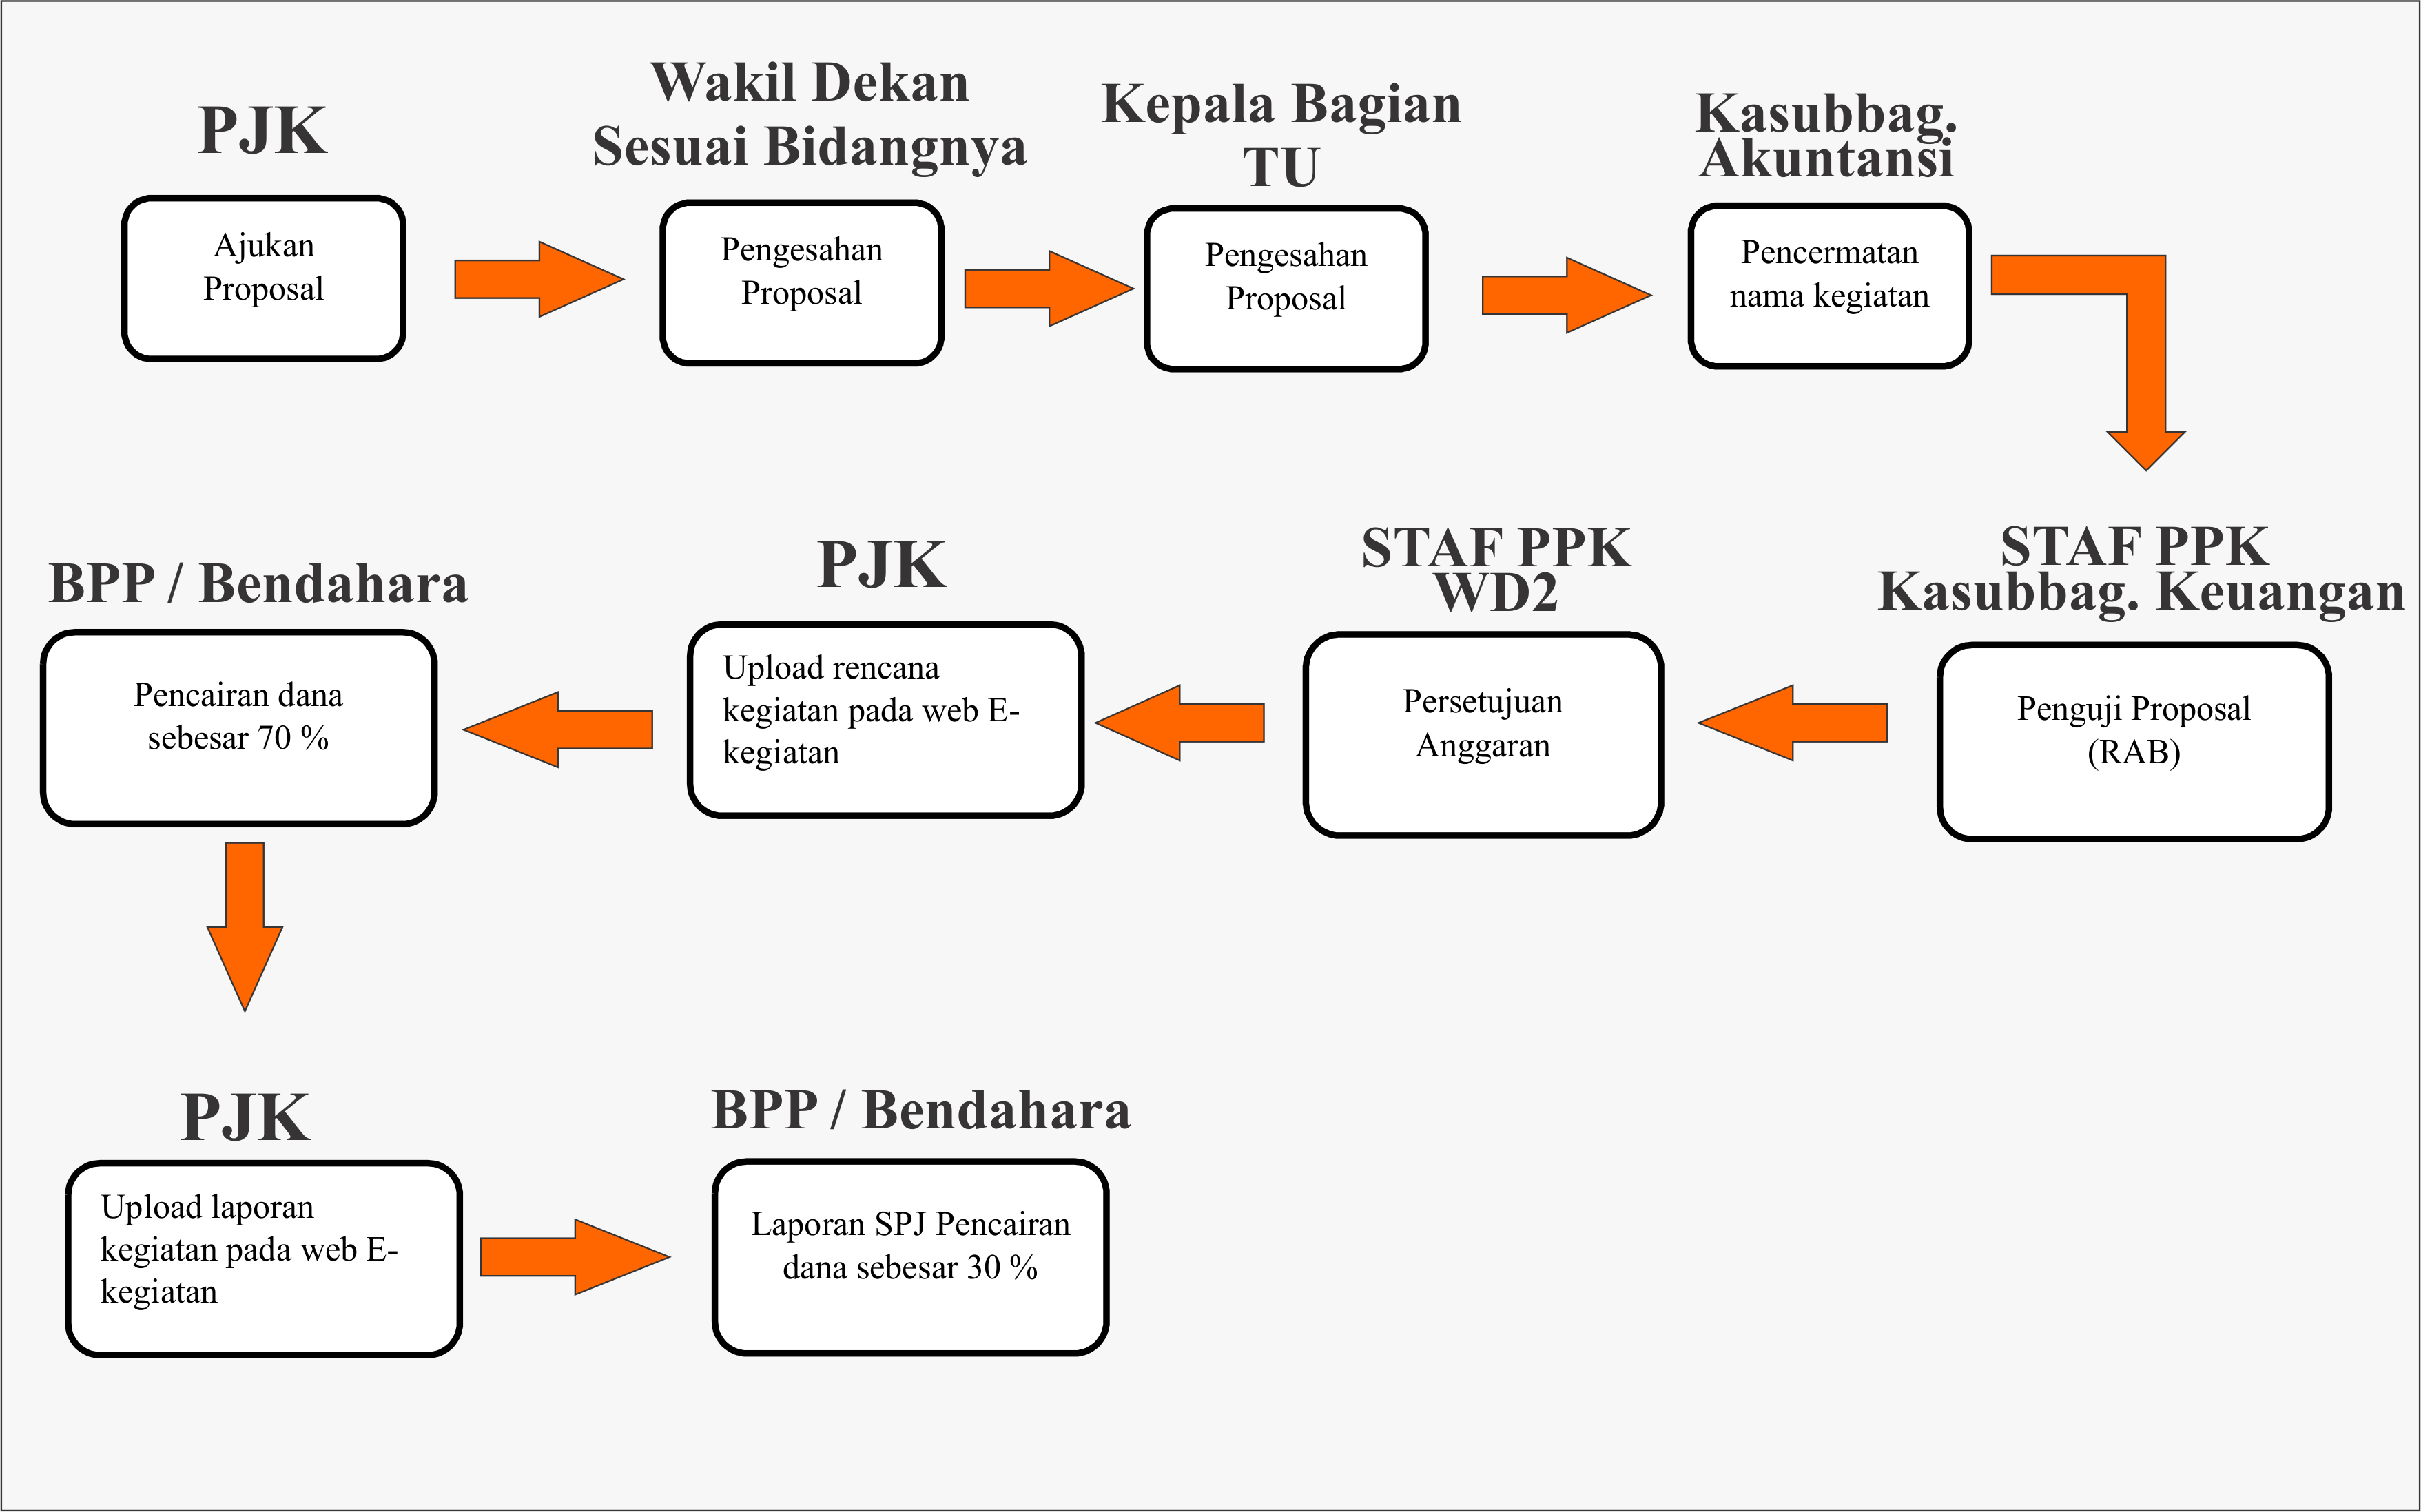 PJK
Ajukan
Proposal
Wakil Dekan
Sesuai Bidangnya
Pengesahan
Proposal
Kepala Bagian
TU
Pengesahan
Proposal
Kasubbag.
Akuntansi
Pencermatan
nama kegiatan
STAF PPK
Kasubbag. Keuangan
Penguji Proposal
(RAB)
STAF PPK
WD2
Persetujuan
Anggaran
PJK
Upload rencana
kegiatan pada web E-
kegiatan
BPP / Bendahara
Pencairan dana
sebesar 70 %
PJK
Upload laporan
kegiatan pada web E-
kegiatan
BPP / Bendahara
Laporan SPJ Pencairan
dana sebesar 30 %